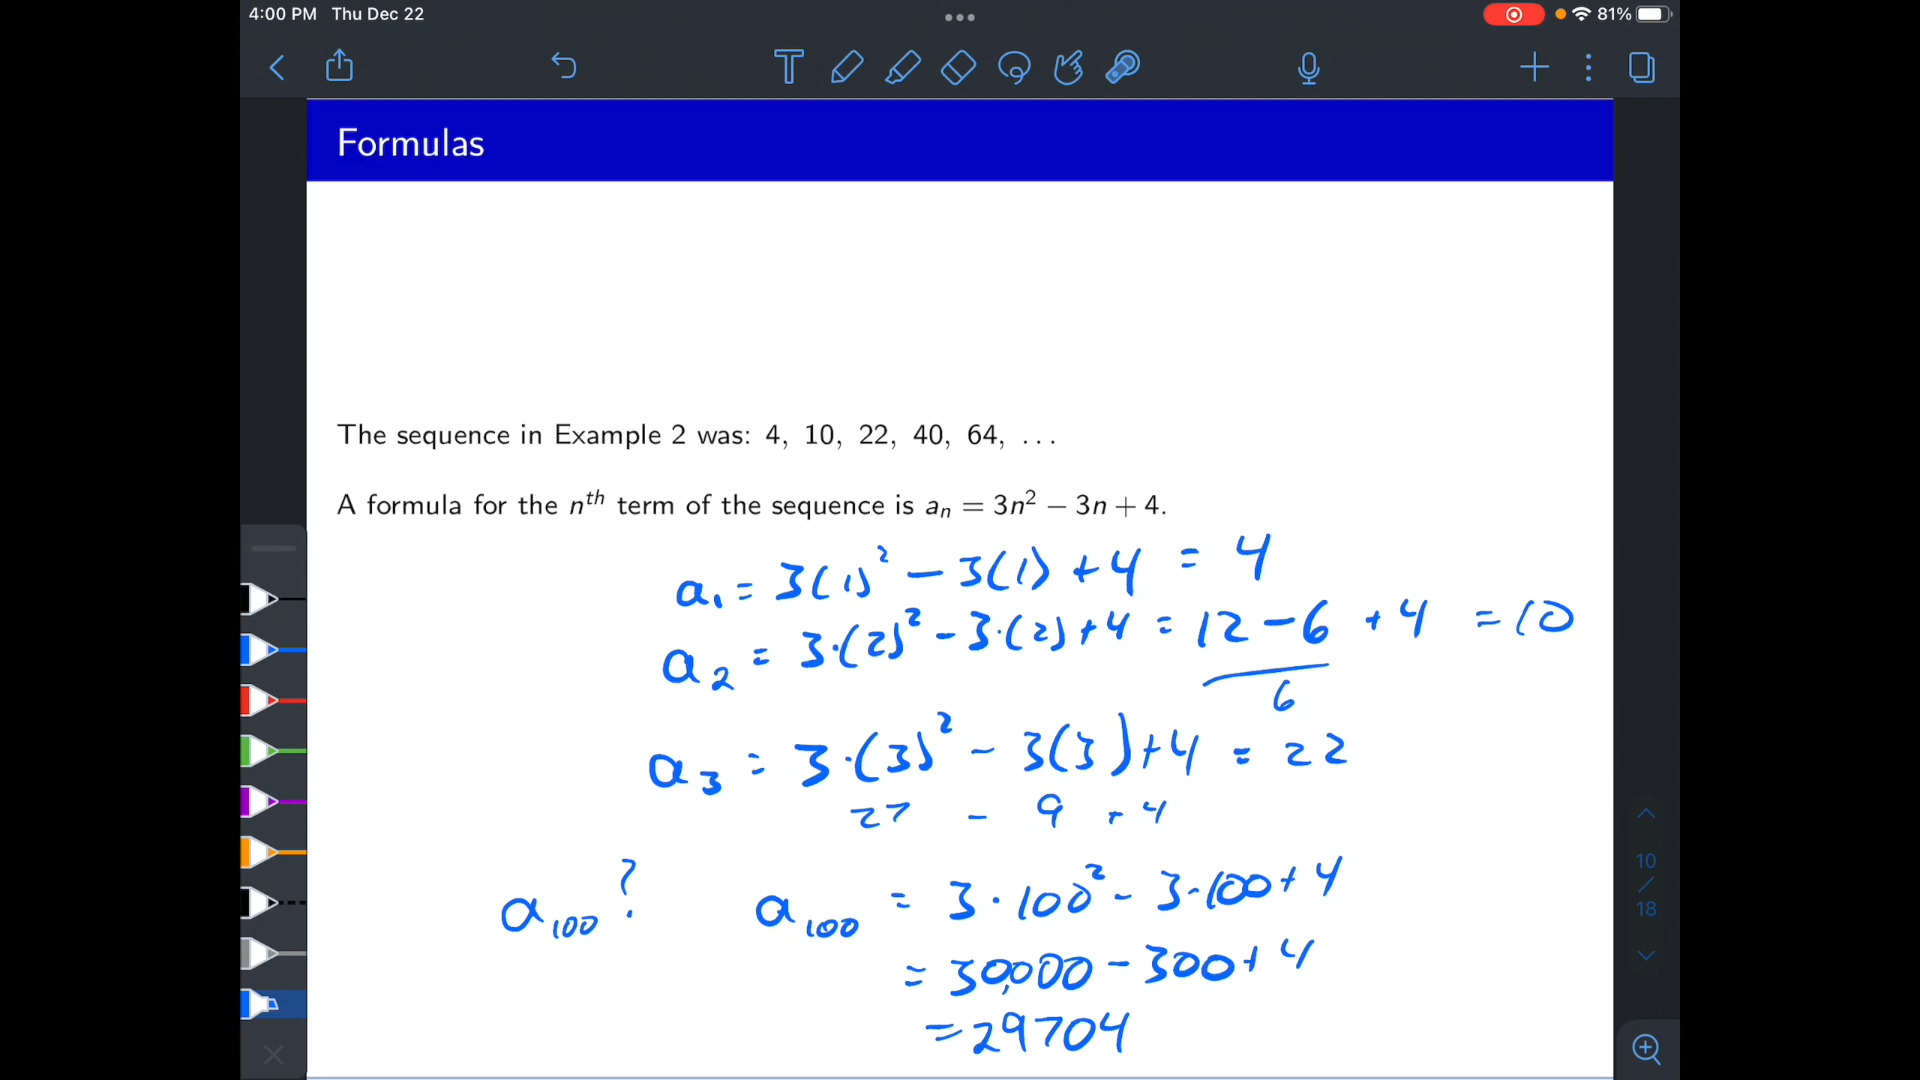 4:00 PM Thu Dec 22
81%
Formulas
The sequence in Example 2 was: 4, 10, 22, 40, 64, ...
A formula for the nᵗʰ term of the sequence is aₙ = 3n² − 3n + 4.
a₁ = 3(1)² − 3(1) + 4 = 4
a₂ = 3·(2)² − 3·(2) + 4 = 12 − 6 + 4 = 10
6
a₃ = 3·(3)² − 3(3) + 4 = 22
27 − 9 + 4
a₁₀₀ ? a₁₀₀ = 3·100² − 3·100 + 4
= 30,000 − 300 + 4
= 29704
10
/
18